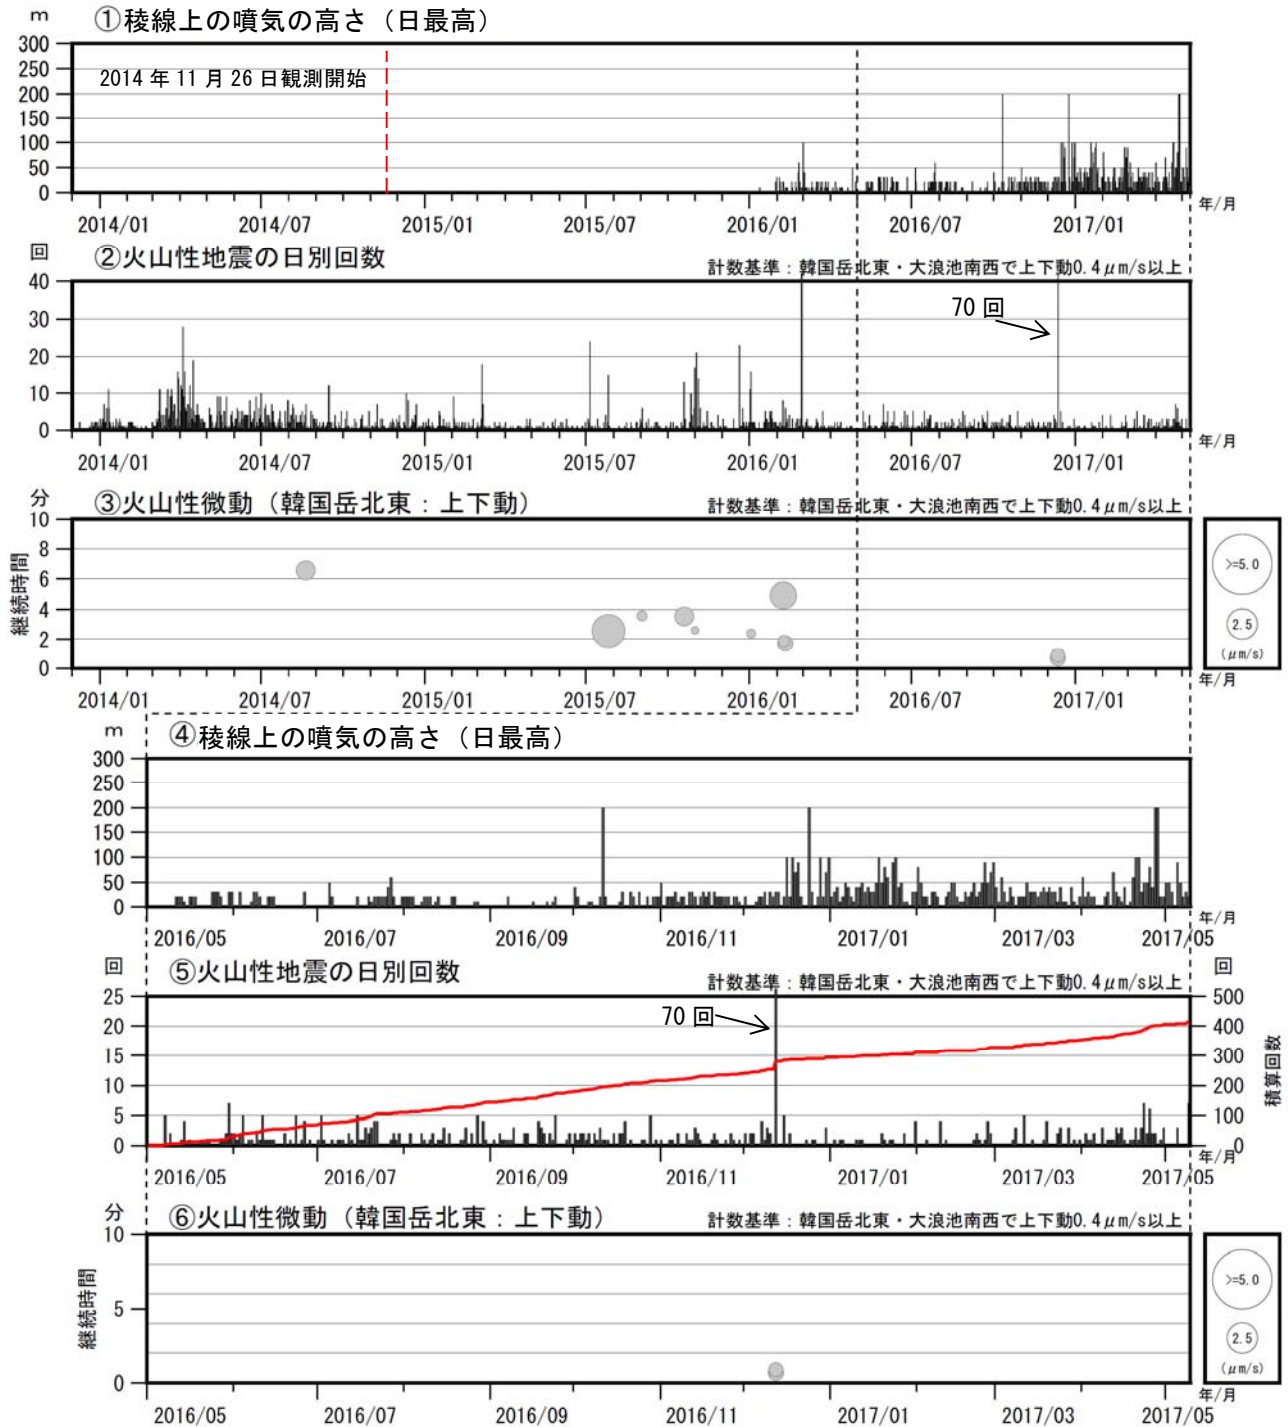 m ①稜線上の噴気の高さ（日最高）
300
250
200
150
100
50
0
2014 年 11 月 26 日観測開始
2014/01 2014/07 2015/01 2015/07 2016/01 2016/07 2017/01 年/月
回 ②火山性地震の日別回数 計数基準：韓国岳北東・大浪池南西で上下動0.4μm/s以上
40
30
20
10
0
70 回
2014/01 2014/07 2015/01 2015/07 2016/01 2016/07 2017/01 年/月
分 ③火山性微動（韓国岳北東：上下動） 計数基準：韓国岳北東・大浪池南西で上下動0.4μm/s以上
継続時間
10
8
6
4
2
0
>=5.0
2.5
(μm/s)
2014/01 2014/07 2015/01 2015/07 2016/01 2016/07 2017/01 年/月
m ④稜線上の噴気の高さ（日最高）
300
250
200
150
100
50
0
2016/05 2016/07 2016/09 2016/11 2017/01 2017/03 2017/05 年/月
回 ⑤火山性地震の日別回数 計数基準：韓国岳北東・大浪池南西で上下動0.4μm/s以上 回
25
20
15
10
5
0
70 回
500
400
300
200
100
0
積算回数
2016/05 2016/07 2016/09 2016/11 2017/01 2017/03 2017/05 年/月
分 ⑥火山性微動（韓国岳北東：上下動） 計数基準：韓国岳北東・大浪池南西で上下動0.4μm/s以上
継続時間
10
5
0
>=5.0
2.5
(μm/s)
2016/05 2016/07 2016/09 2016/11 2017/01 2017/03 2017/05 年/月